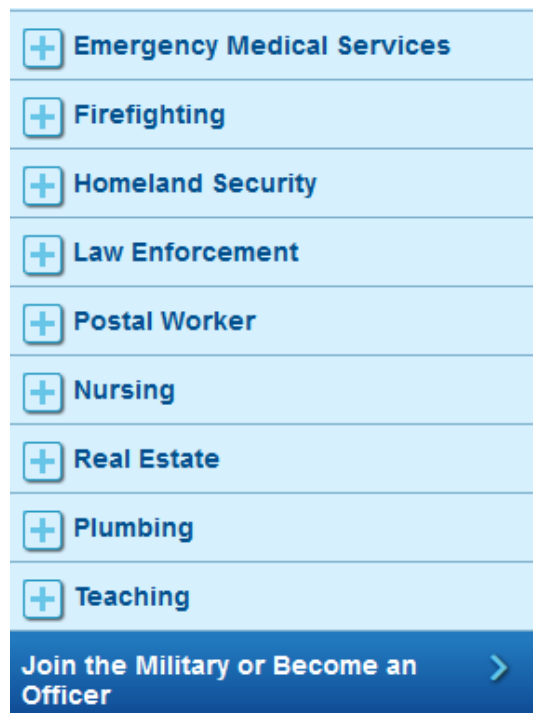 Emergency Medical Services
Firefighting
Homeland Security
Law Enforcement
Postal Worker
Nursing
Real Estate
Plumbing
Teaching
Join the Military or Become an
Officer